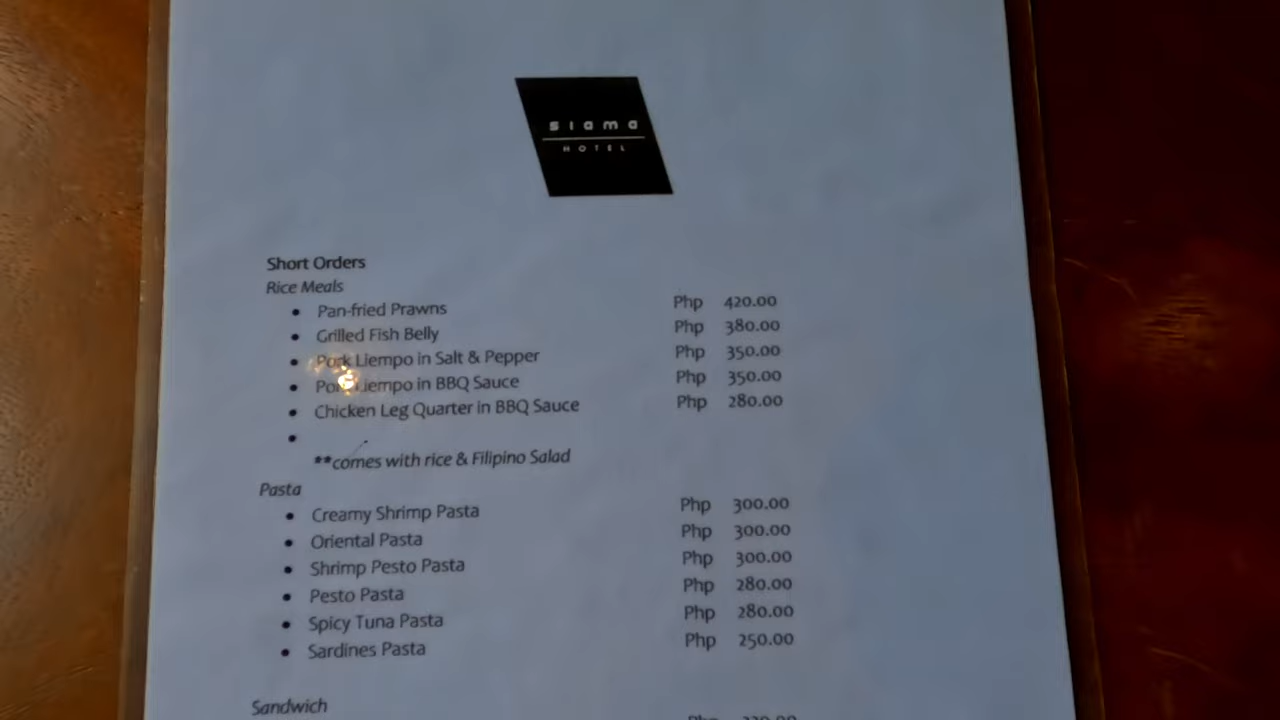 siama
HOTEL
Short Orders
Rice Meals
• Pan-fried Prawns Php 420.00
• Grilled Fish Belly Php 380.00
• Pork Liempo in Salt & Pepper Php 350.00
• Pork Liempo in BBQ Sauce Php 350.00
• Chicken Leg Quarter in BBQ Sauce Php 280.00
•
**comes with rice & Filipino Salad
Pasta
• Creamy Shrimp Pasta Php 300.00
• Oriental Pasta Php 300.00
• Shrimp Pesto Pasta Php 300.00
• Pesto Pasta Php 280.00
• Spicy Tuna Pasta Php 280.00
• Sardines Pasta Php 250.00
Sandwich
Php